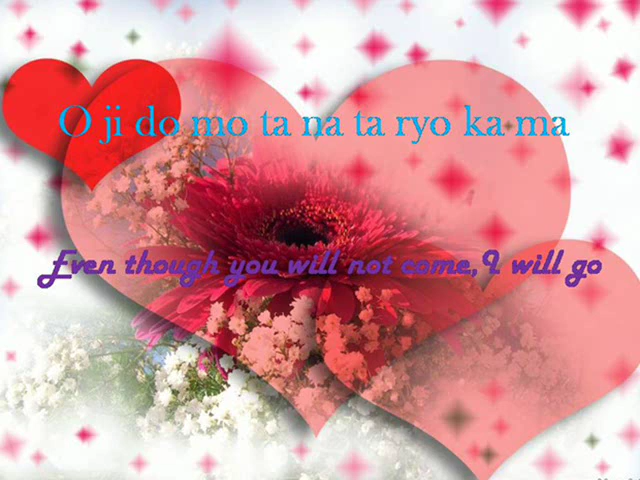 O ji do mo ta na ta ryo ka ma
Even though you will not come,I will go